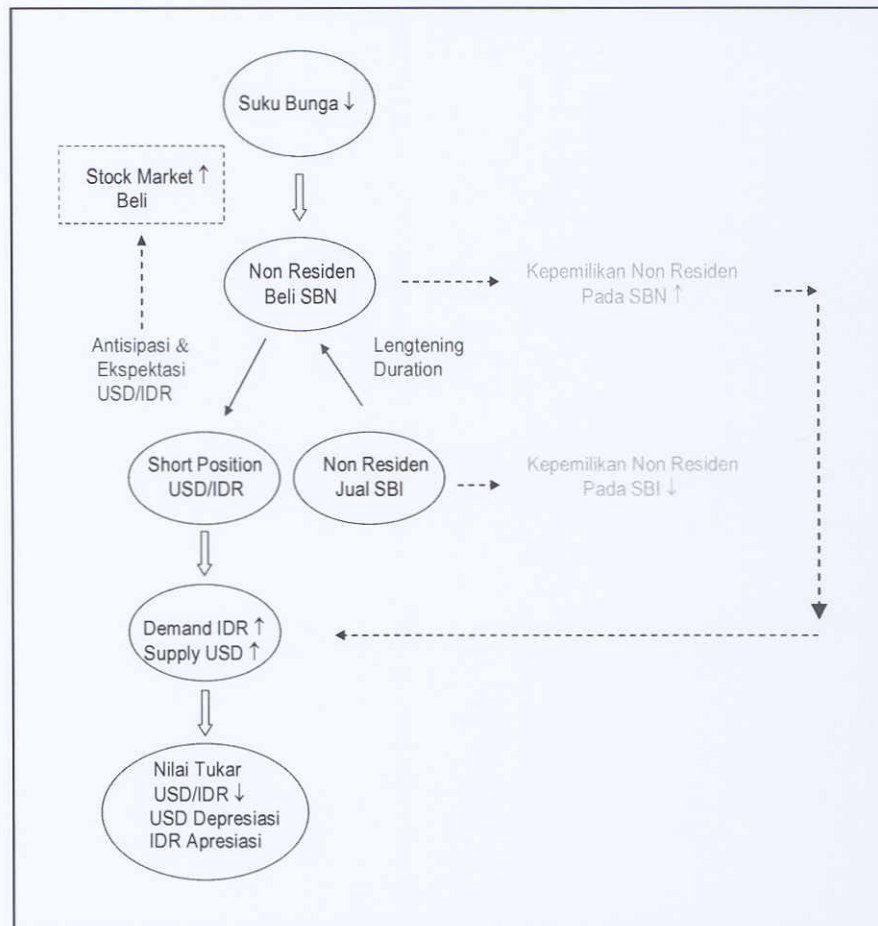 Suku Bunga ↓
Stock Market ↑
Beli
Non Residen
Beli SBN
Kepemilikan Non Residen
Pada SBN ↑
Antisipasi &
Ekspektasi
USD/IDR
Lengtening
Duration
Short Position
USD/IDR
Non Residen
Jual SBI
Kepemilikan Non Residen
Pada SBI ↓
Demand IDR ↑
Supply USD ↑
Nilai Tukar
USD/IDR ↓
USD Depresiasi
IDR Apresiasi